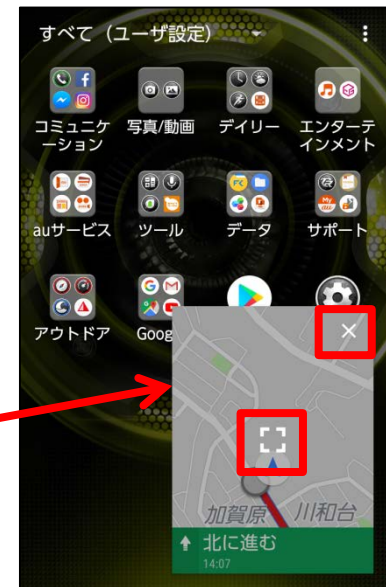 すべて（ユーザ設定）
コミュニケ
ーション
写真/動画
デイリー
エンターテ
インメント
auサービス
ツール
データ
サポート
アウトドア
Goog
加賀原
川和台
北に進む
14:07